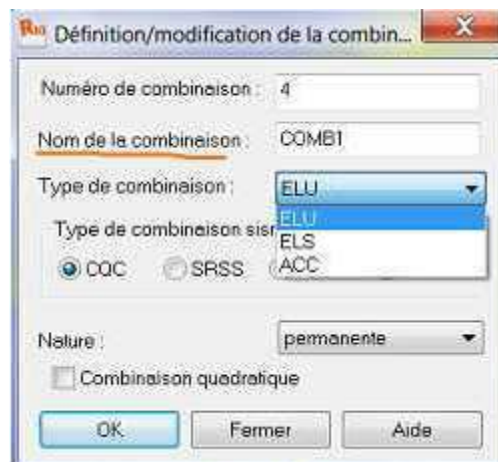 Définition/modification de la combin...
Numéro de combinaison : 4
Nom de la combinaison : COMB1
Type de combinaison : ELU
ELU
Type de combinaison sis
ELS
CQC SRSS ACC
Nature : permanente
Combinaison quadratique
OK Fermer Aide